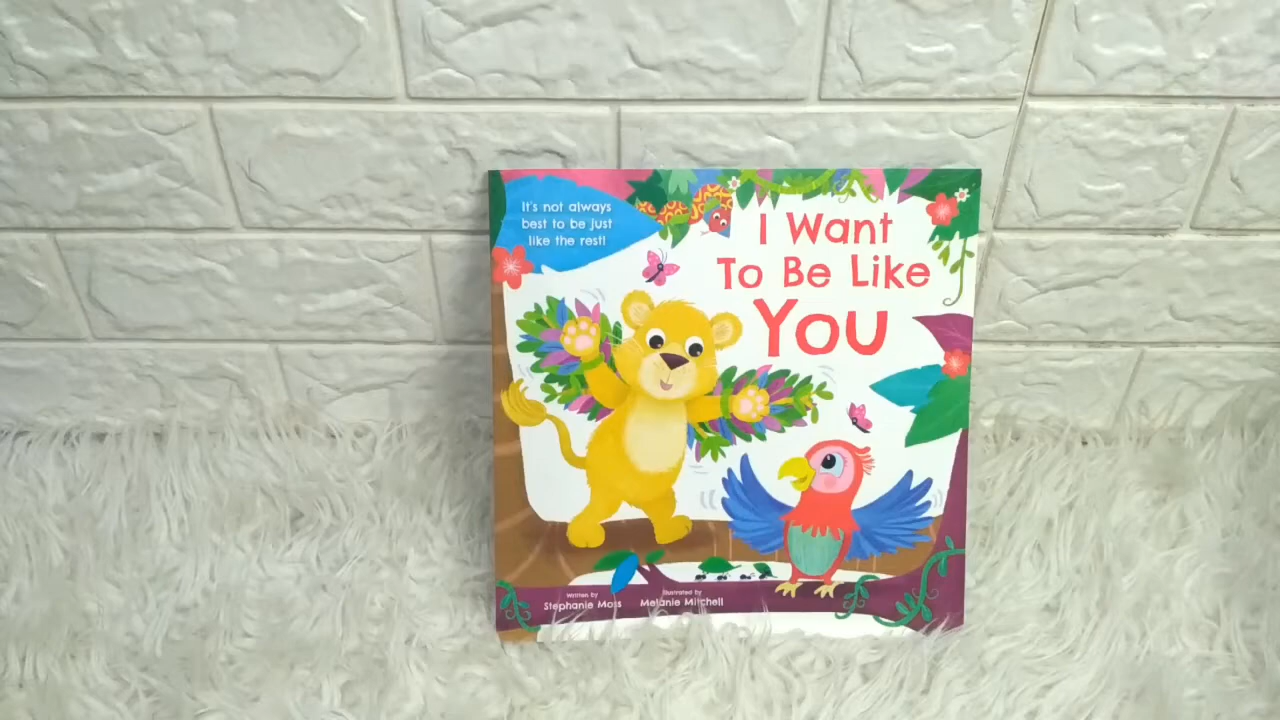 It's not always
best to be just
like the rest!
I Want
To Be Like
You
Written by
Stephanie Moss
Illustrated by
Melanie Mitchell